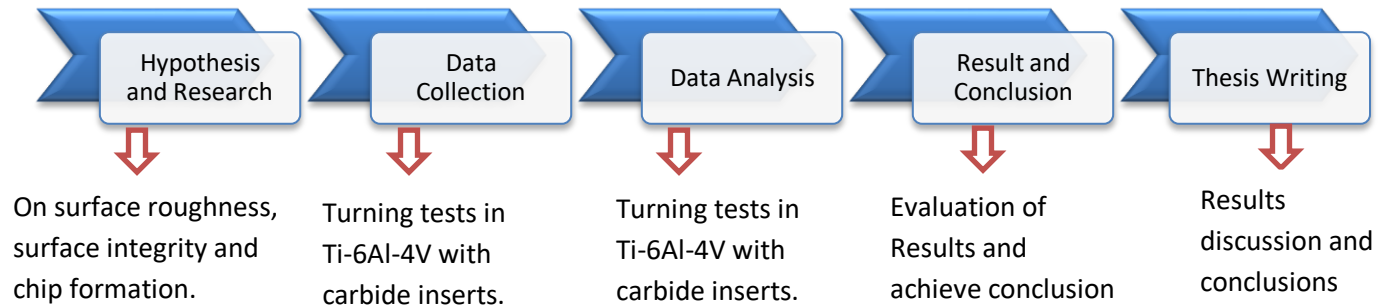 Hypothesis
and Research
Data
Collection
Data Analysis
Result and
Conclusion
Thesis Writing
On surface roughness,
surface integrity and
chip formation.
Turning tests in
Ti-6Al-4V with
carbide inserts.
Turning tests in
Ti-6Al-4V with
carbide inserts.
Evaluation of
Results and
achieve conclusion
Results
discussion and
conclusions